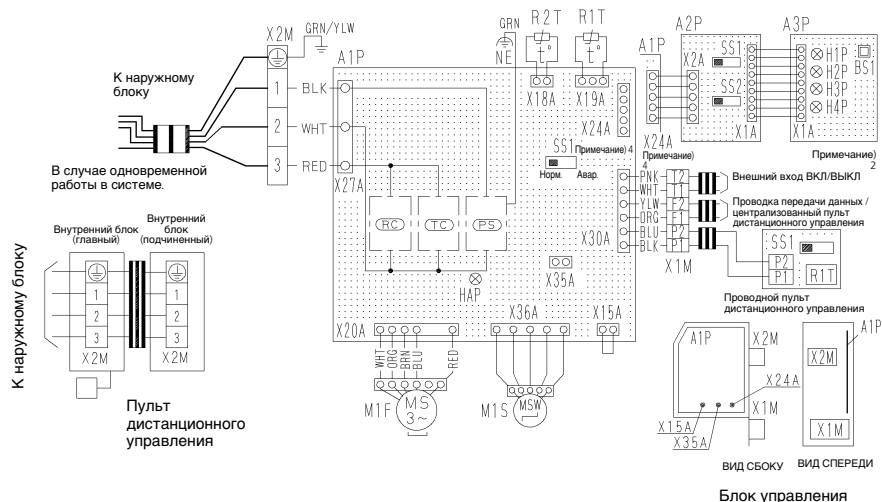 GRN/YLW
X2M
К наружному
блоку
1
BLK
2
WHT
3
RED
В случае одновременной
работы в системе.
A1P
X27A
RC
TC
PS
HAP
GRN
NE
R2T
t°
X18A
R1T
t°
X19A
X24A
SS1
Примечание) 4
Норм.
Авар.
X30A
X35A
X20A
X36A
X15A
WHT
ORG
BRN
BLU
RED
M1F
MS
3~
M1S
MSW
A1P
X24A
Примечание)
4
A2P
X2A
SS1
SS2
X1A
A3P
H1P
H2P
H3P
H4P
BS1
X1A
Примечание)
2
PNK
T2
WHT
T1
YLW
F2
ORG
F1
BLU
P2
BLK
P1
X1M
Внешний вход ВКЛ/ВЫКЛ
Проводка передачи данных /
централизованный пульт
дистанционного управления
SS1
P2
P1
R1T
Проводной пульт
дистанционного управления
К наружному блоку
Внутренний блок
(главный)
Внутренний
блок
(подчиненный)
1
2
3
X2M
1
2
3
X2M
Пульт
дистанционного
управления
A1P
X2M
X24A
X1M
X15A
X35A
ВИД СБОКУ
A1P
X2M
X1M
ВИД СПЕРЕДИ
Блок управления